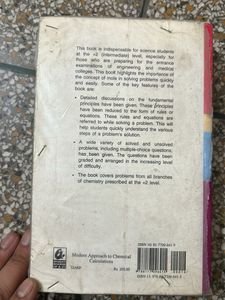 This book is indispensable for science students
at the +2 (Intermediate) level, especially for
those who are preparing for the entrance
examinations of engineering and medical
colleges. This book highlights the importance of
the concept of mole in solving problems quickly
and easily. Some of the key features of the
book are:
• Detailed discussions on the fundamental
principles have been given. These principles
have been reduced to the form of rules or
equations. These rules and equations are
referred to while solving a problem. This will
help students quickly understand the various
steps of a problem's solution.
• A wide variety of solved and unsolved
problems, including multiple-choice questions,
has been given. The questions have been
graded and arranged in the increasing level of
difficulty.
• The book covers problems from all branches
of chemistry prescribed at the +2 level.
Modern Approach to Chemical
Calculations